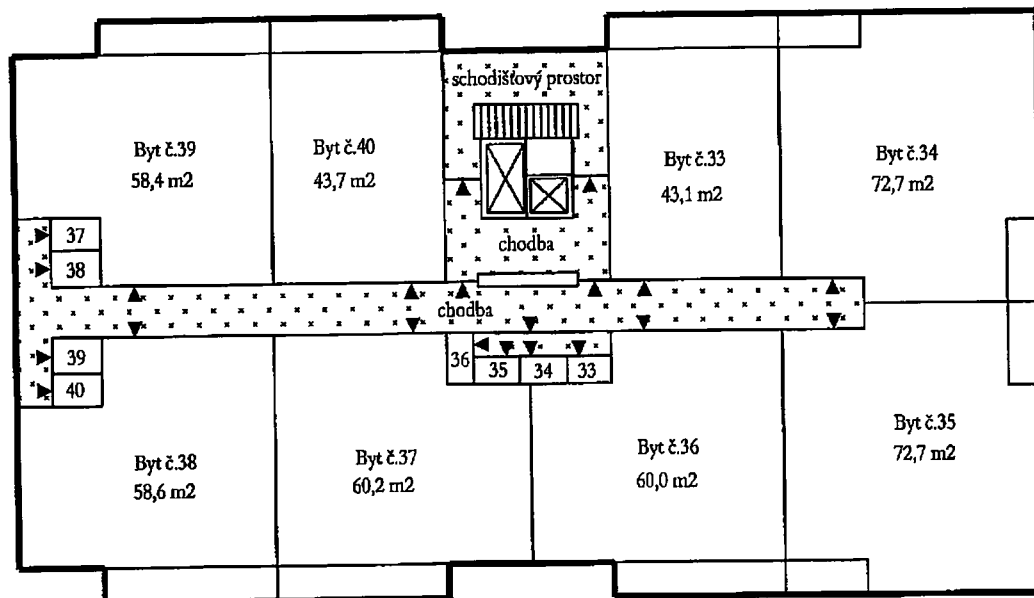 schodišťový prostor
Byt č.39
58,4 m2
Byt č.40
43,7 m2
Byt č.33
43,1 m2
Byt č.34
72,7 m2
37
38
chodba
chodba
39
40
36
35
34
33
Byt č.38
58,6 m2
Byt č.37
60,2 m2
Byt č.36
60,0 m2
Byt č.35
72,7 m2